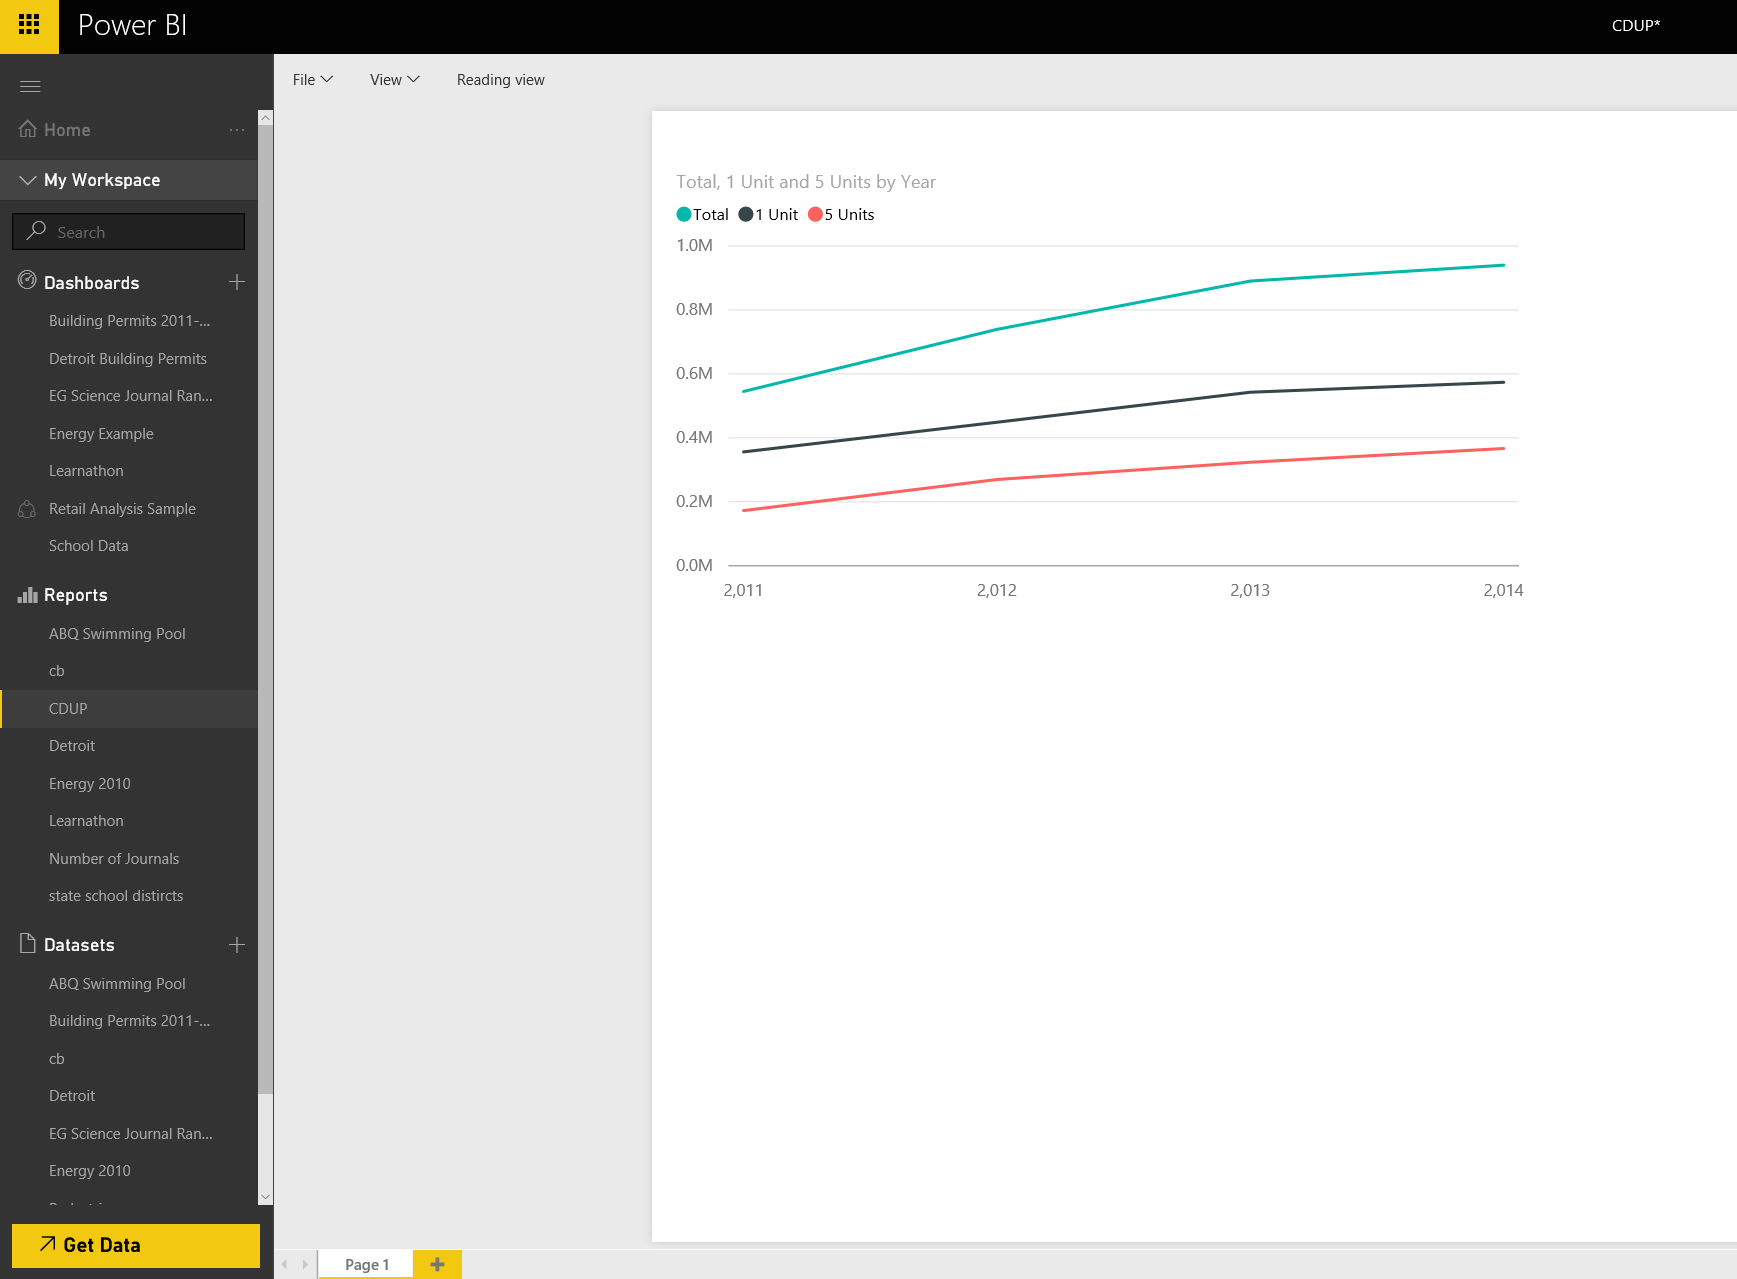 Power BI
CDUP*
File
View
Reading view
Home
My Workspace
Search
Dashboards
Building Permits 2011-...
Detroit Building Permits
EG Science Journal Ran...
Energy Example
Learnathon
Retail Analysis Sample
School Data
Reports
ABQ Swimming Pool
cb
CDUP
Detroit
Energy 2010
Learnathon
Number of Journals
state school distircts
Datasets
ABQ Swimming Pool
Building Permits 2011-...
cb
Detroit
EG Science Journal Ran...
Energy 2010
Get Data
Total, 1 Unit and 5 Units by Year
Total 1 Unit 5 Units
1.0M
0.8M
0.6M
0.4M
0.2M
0.0M
2,011 2,012 2,013 2,014
Page 1